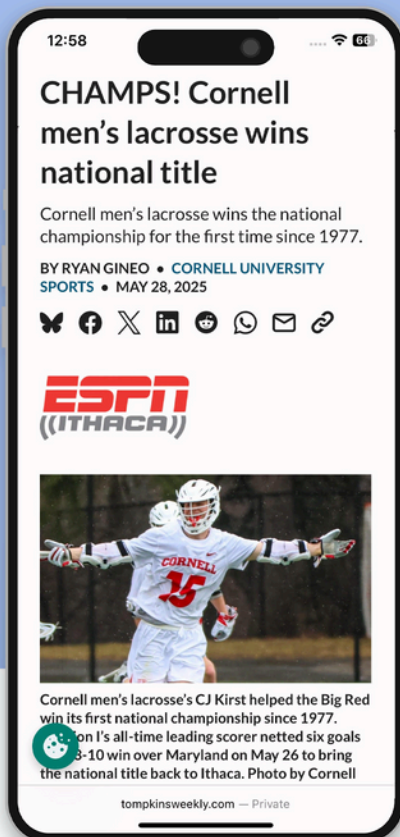 12:58
66
CHAMPS! Cornell
men’s lacrosse wins
national title
Cornell men’s lacrosse wins the national
championship for the first time since 1977.
BY RYAN GINEO ● CORNELL UNIVERSITY
SPORTS ● MAY 28, 2025
ESPN
((ITHACA))
CORNELL
15
Cornell men’s lacrosse’s CJ Kirst helped the Big Red
win its first national championship since 1977.
I’s all-time leading scorer netted six goals
-10 win over Maryland on May 26 to bring
the national title back to Ithaca. Photo by Cornell
tompkinsweekly.com — Private